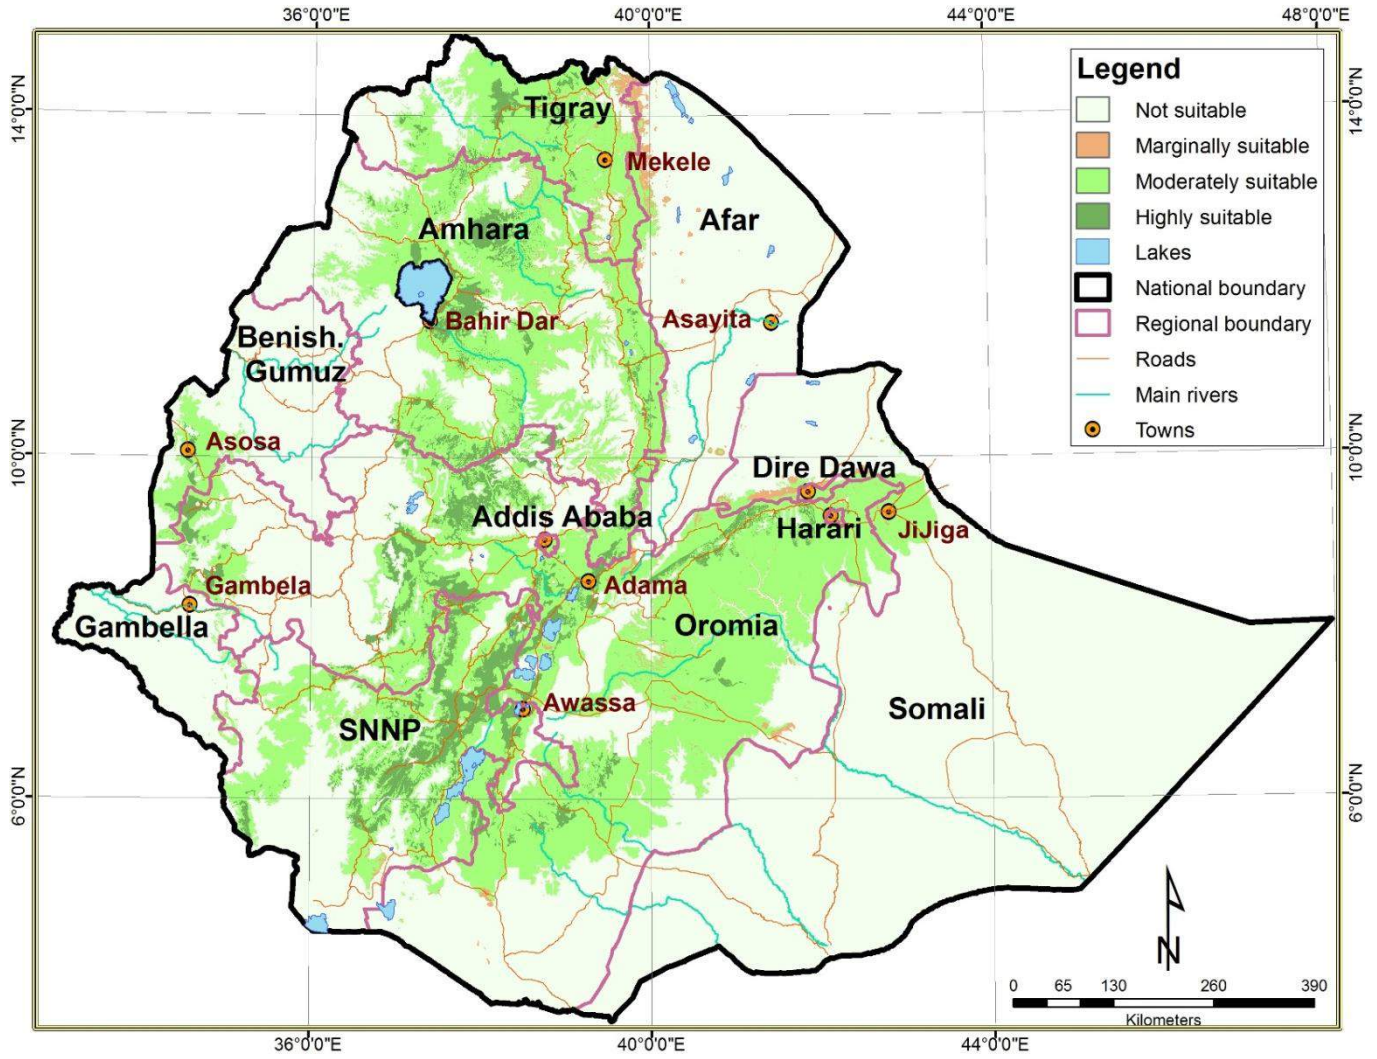 36°0'0"E
40°0'0"E
44°0'0"E
48°0'0"E
14°0'0"N
14°0'0"N
Legend
Not suitable
Marginally suitable
Moderately suitable
Highly suitable
Lakes
National boundary
Regional boundary
Roads
Main rivers
Towns
Tigray
Mekele
Amhara
Afar
Bahir Dar
Asayita
Benish.
Gumuz
10°0'0"N
10°0'0"N
Asosa
Dire Dawa
Addis Ababa
Harari
JiJiga
Gambela
Adama
Gambella
Oromia
Awassa
Somali
SNNP
6°0'0"N
6°0'0"N
N
0 65 130 260 390
Kilometers
36°0'0"E
40°0'0"E
44°0'0"E